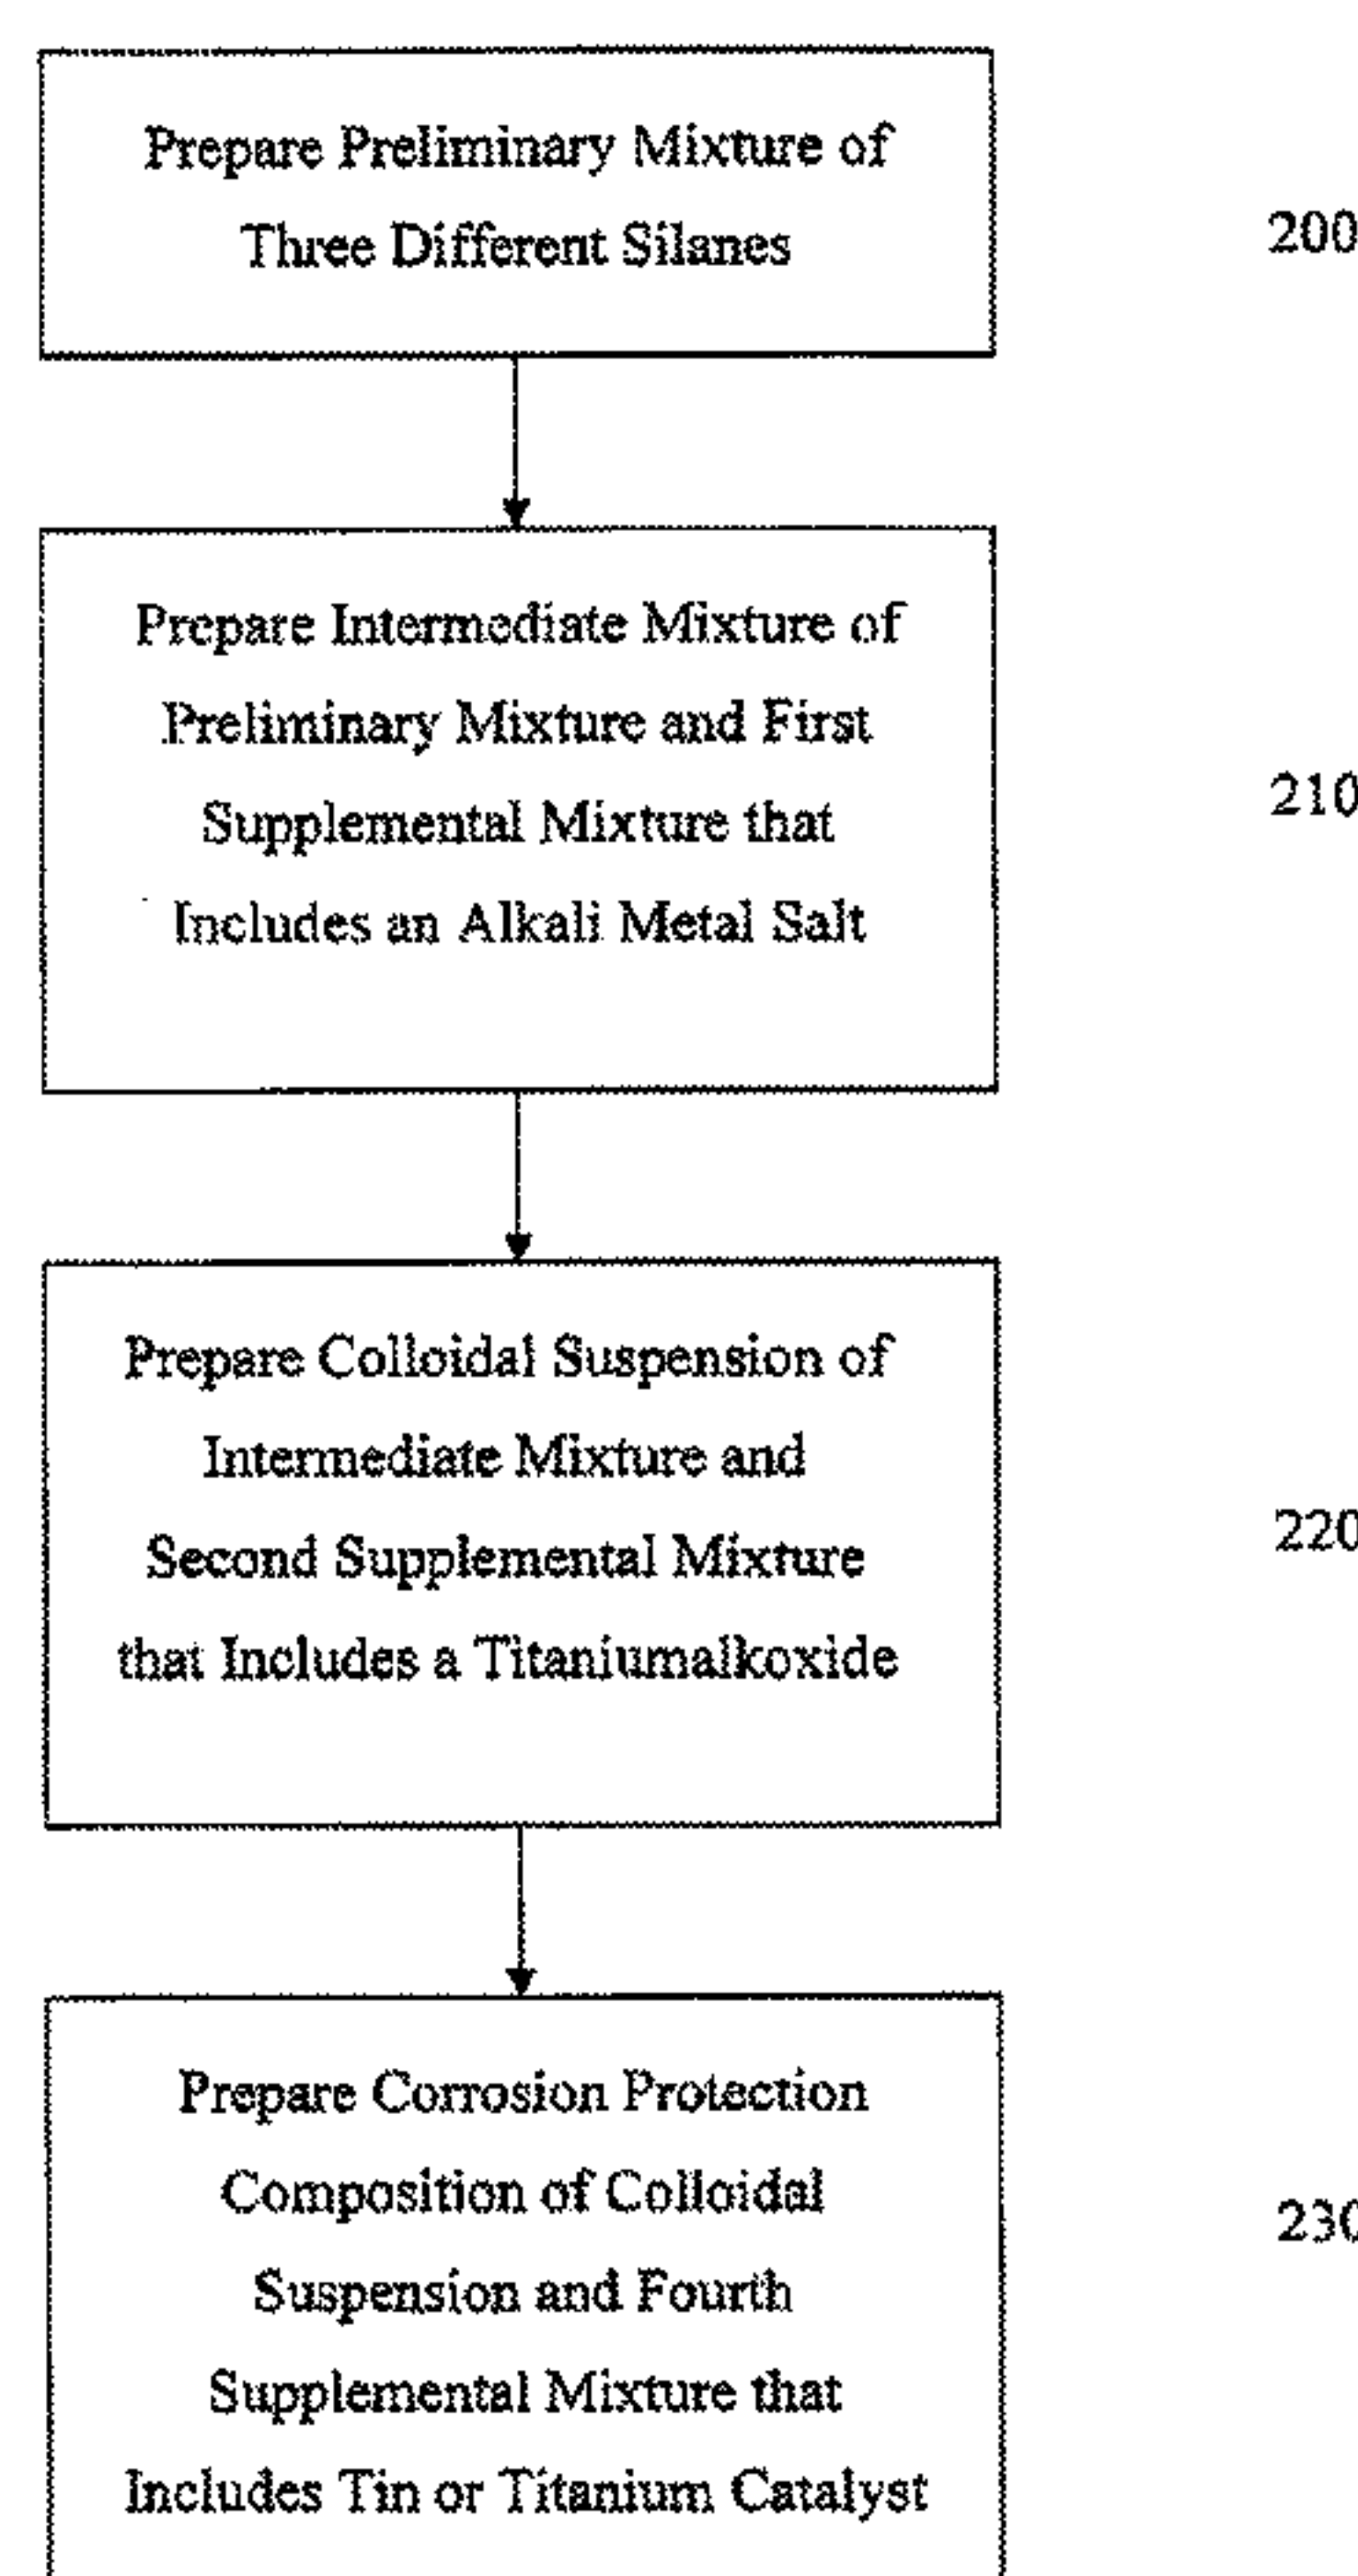 Prepare Preliminary Mixture of
Three Different Silanes
200
Prepare Intermediate Mixture of
Preliminary Mixture and First
Supplemental Mixture that
Includes an Alkali Metal Salt
210
Prepare Colloidal Suspension of
Intermediate Mixture and
Second Supplemental Mixture
that Includes a Titaniumalkoxide
220
Prepare Corrosion Protection
Composition of Colloidal
Suspension and Fourth
Supplemental Mixture that
Includes Tin or Titanium Catalyst
230